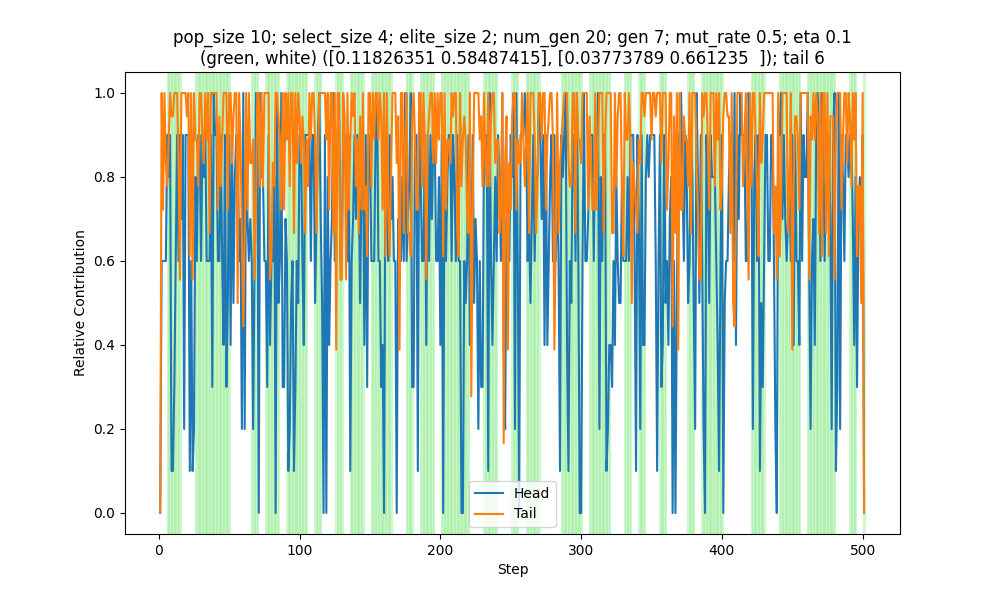 pop_size 10; select_size 4; elite_size 2; num_gen 20; gen 7; mut_rate 0.5; eta 0.1
(green, white) ([0.11826351 0.58487415], [0.03773789 0.661235  ]); tail 6
Relative Contribution
1.0
0.8
0.6
0.4
0.2
0.0
Head
Tail
0
100
200
300
400
500
Step